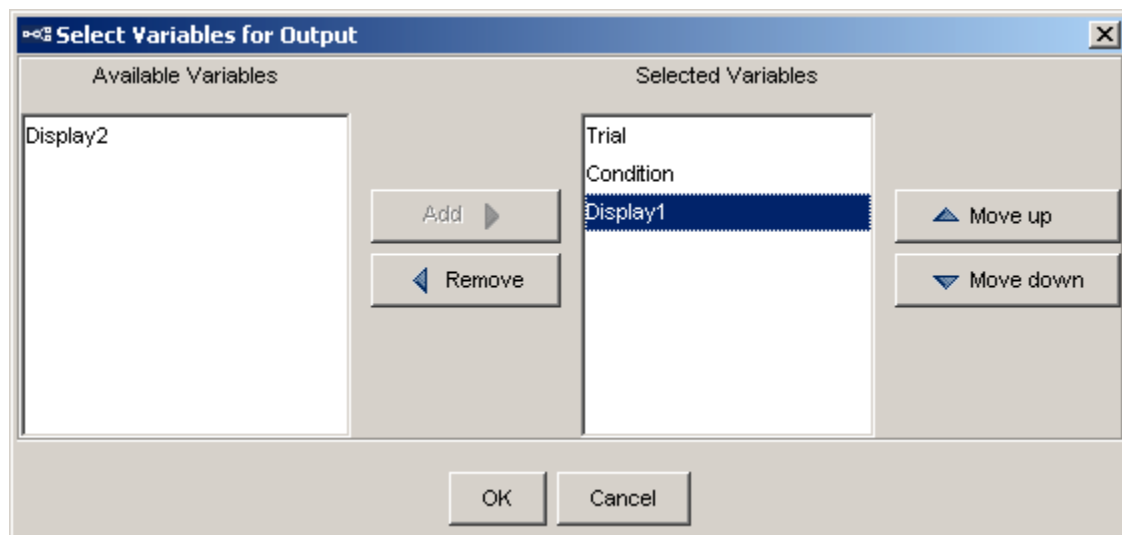 Select Variables for Output
Available Variables
Selected Variables
Display2
Trial
Condition
Display1
Add
Remove
Move up
Move down
OK
Cancel